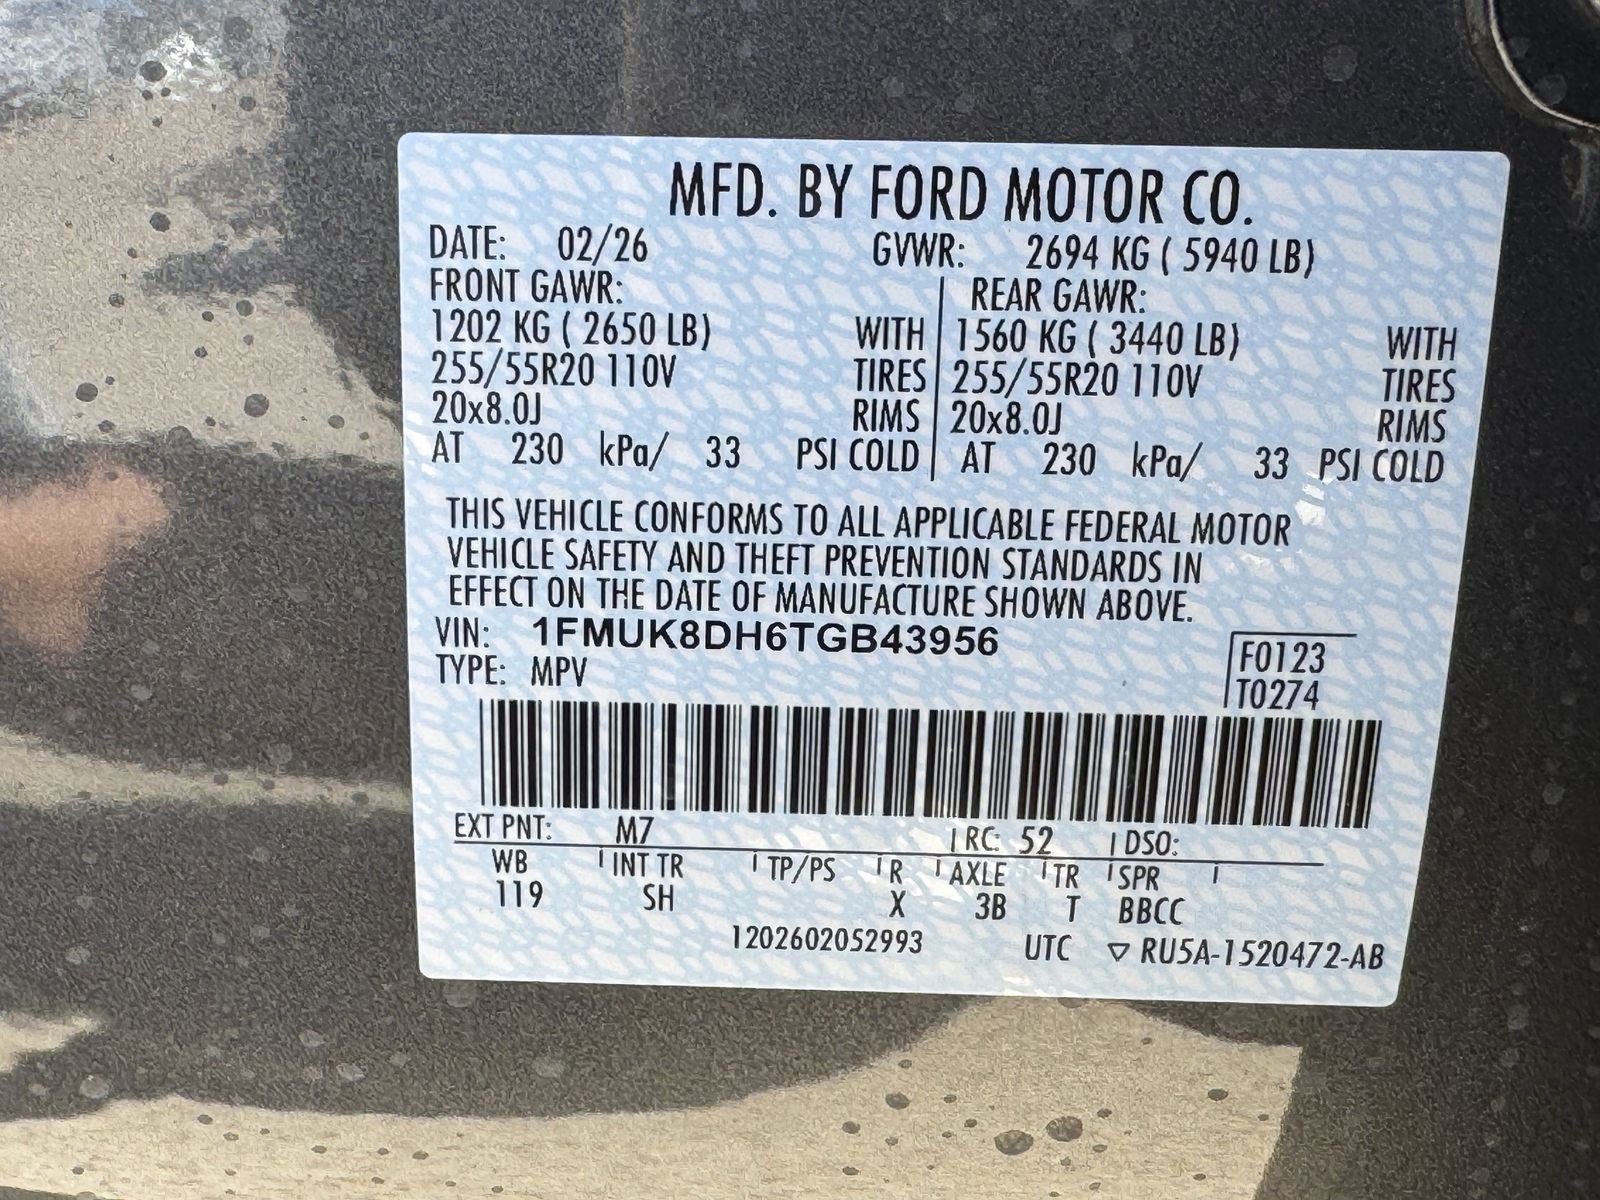 MFD. BY FORD MOTOR CO.
DATE: 02/26 GVWR: 2694 KG ( 5940 LB)
FRONT GAWR: REAR GAWR:
1202 KG ( 2650 LB) WITH 1560 KG ( 3440 LB) WITH
255/55R20 110V TIRES 255/55R20 110V TIRES
20x8.0J RIMS 20x8.0J RIMS
AT 230 kPa/ 33 PSI COLD AT 230 kPa/ 33 PSI COLD
THIS VEHICLE CONFORMS TO ALL APPLICABLE FEDERAL MOTOR
VEHICLE SAFETY AND THEFT PREVENTION STANDARDS IN
EFFECT ON THE DATE OF MANUFACTURE SHOWN ABOVE.
VIN: 1FMUK8DH6TGB43956
TYPE: MPV
F0123
T0274
EXT PNT: M7 RC: 52 DSO:
WB INT TR TP/PS R AXLE TR SPR
119 SH X 3B T BBCC
1202602052993 UTC ▽ RU5A-1520472-AB